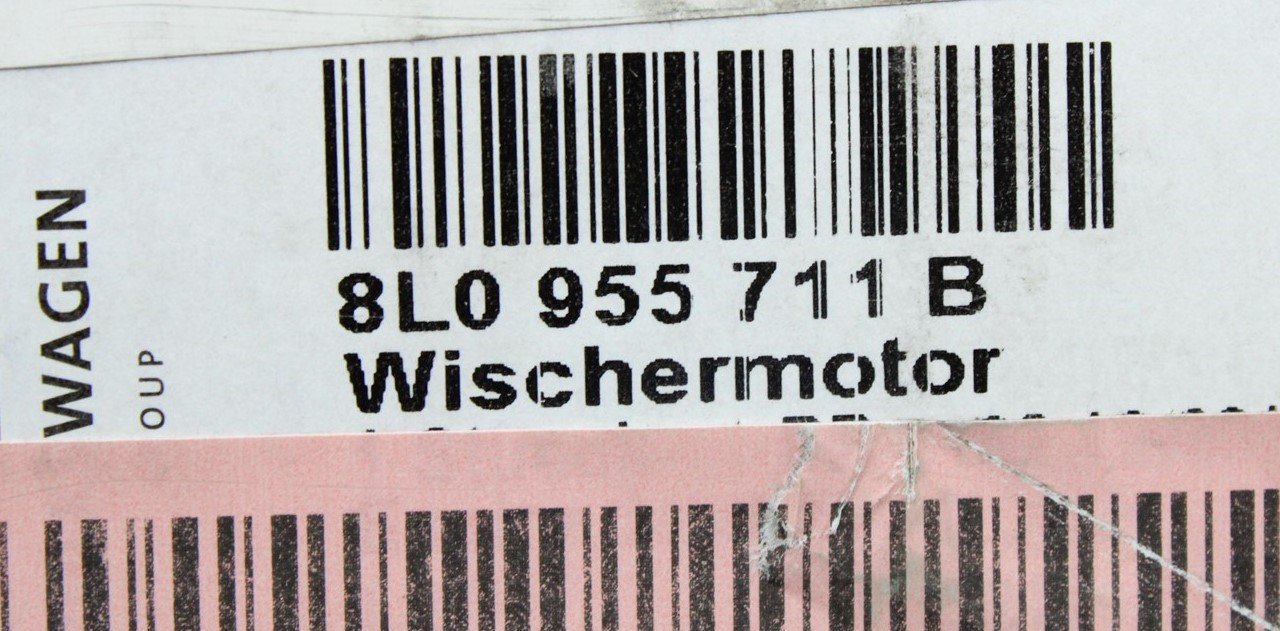 WAGEN
OUP
8L0 955 711 B
Wischermotor